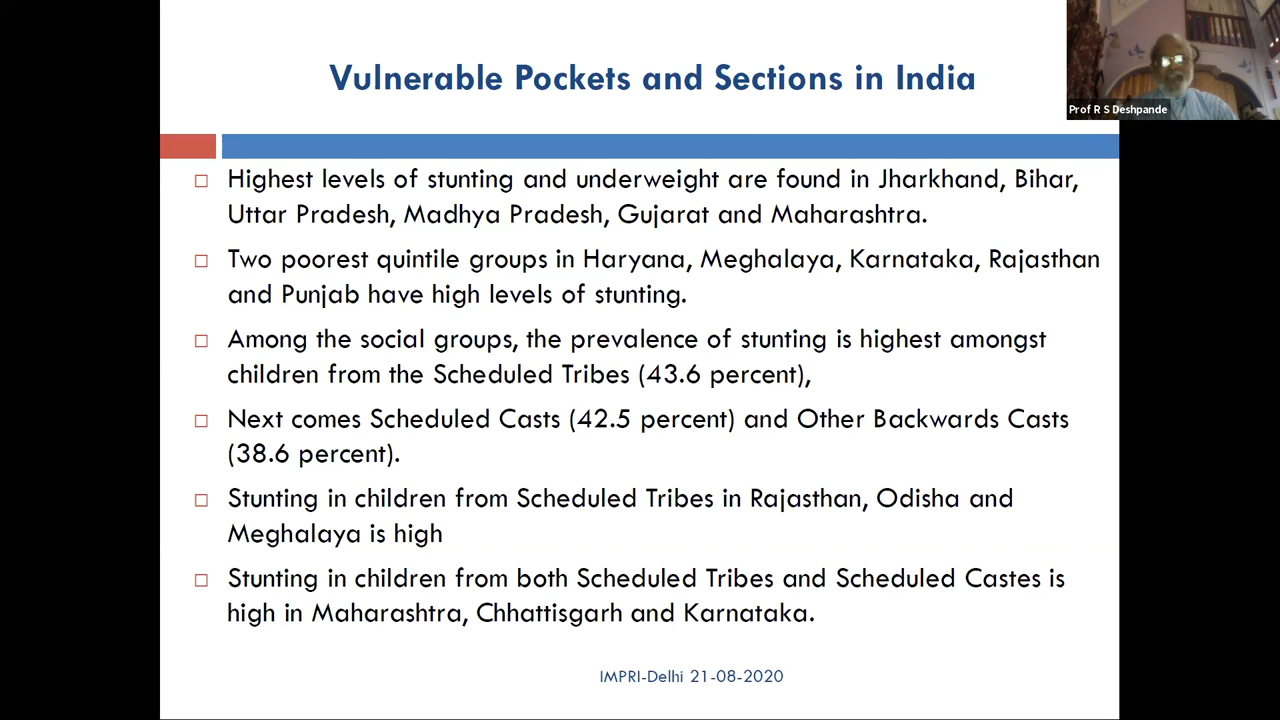 Vulnerable Pockets and Sections in India
Prof R S Deshpande
Highest levels of stunting and underweight are found in Jharkhand, Bihar,
Uttar Pradesh, Madhya Pradesh, Gujarat and Maharashtra.
Two poorest quintile groups in Haryana, Meghalaya, Karnataka, Rajasthan
and Punjab have high levels of stunting.
Among the social groups, the prevalence of stunting is highest amongst
children from the Scheduled Tribes (43.6 percent),
Next comes Scheduled Casts (42.5 percent) and Other Backwards Casts
(38.6 percent).
Stunting in children from Scheduled Tribes in Rajasthan, Odisha and
Meghalaya is high
Stunting in children from both Scheduled Tribes and Scheduled Castes is
high in Maharashtra, Chhattisgarh and Karnataka.
IMPRI-Delhi 21-08-2020